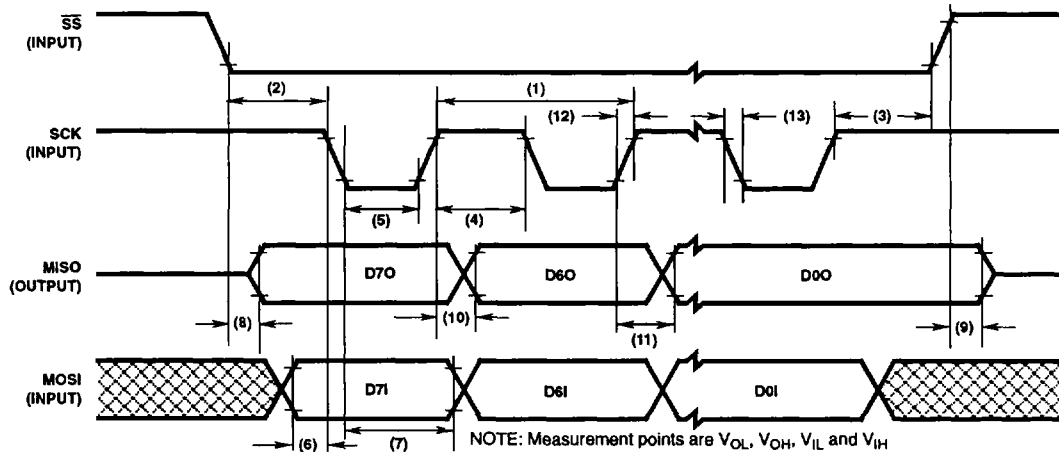 SS
(INPUT)
(2)
(1)
(12)
(13)
(3)
SCK
(INPUT)
(5)
(4)
MISO
(OUTPUT)
D7O
D6O
D0O
(8)
(10)
(11)
(9)
MOSI
(INPUT)
D7I
D6I
D0I
(6)
(7)
NOTE: Measurement points are VOL, VOH, VIL and VIH